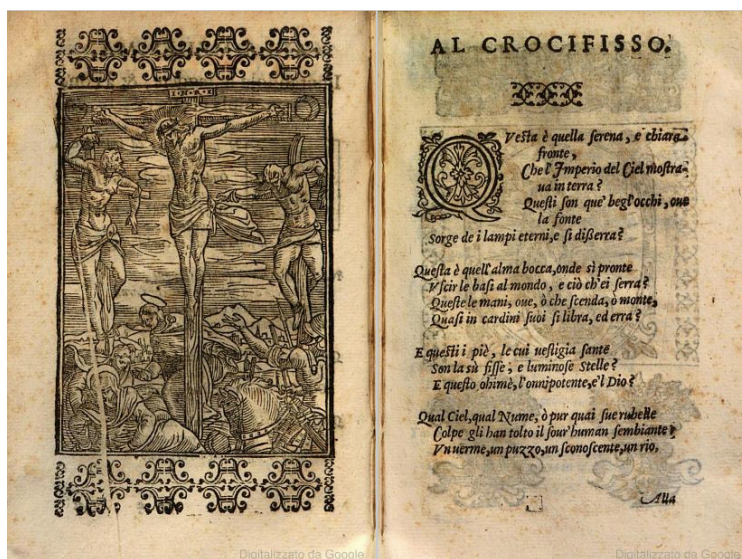 AL CROCIFISSO.
QVesta è quella serena, e chiara
fronte,
Che l'Imperio del Ciel mostra-
ua in terra?
Questi son que' begl'occhi, oue
la fonte
Sorge de i lampi eterni, e si disserra?
Questa è quell'alma bocca, onde sì pronte
Vscir le basi al mondo, e ciò ch'ei serra?
Queste le mani, oue, ò che scenda, ò monte,
Quasi in cardini suoi si libra, ed erra?
E questi i piè, le cui uestigia sante
Son là sù fisse, e luminose Stelle?
E questo ohimè, l'onnipotente, e'l Dio?
Qual Ciel, qual Nume, ò pur quai sue rubelle
Colpe gli han tolto il sour'human sembiante?
Vn uerme, un puzzo, un sconoscente, un rio.
Alla
Digitalizzato da Google
Digitalizzato da Google